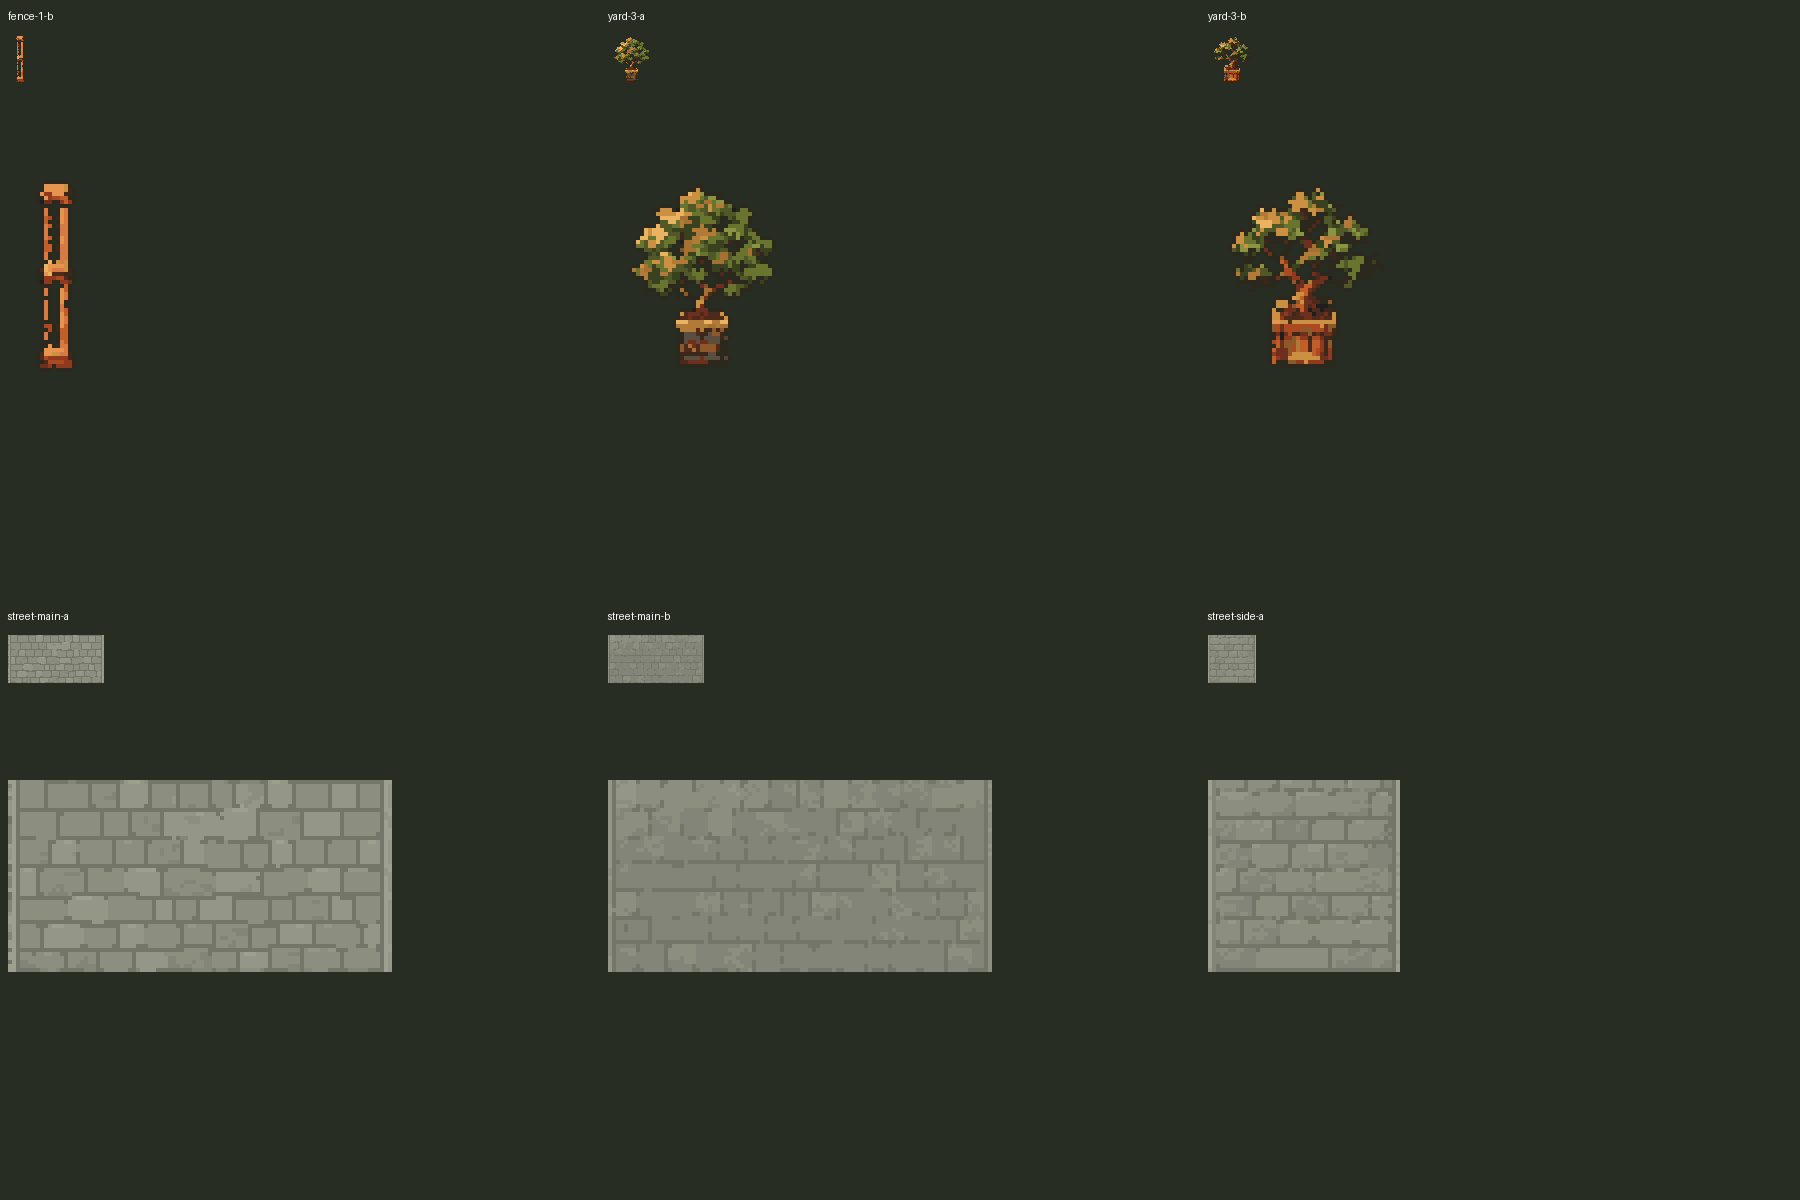 fence-1-b
yard-3-a
yard-3-b
street-main-a
street-main-b
street-side-a